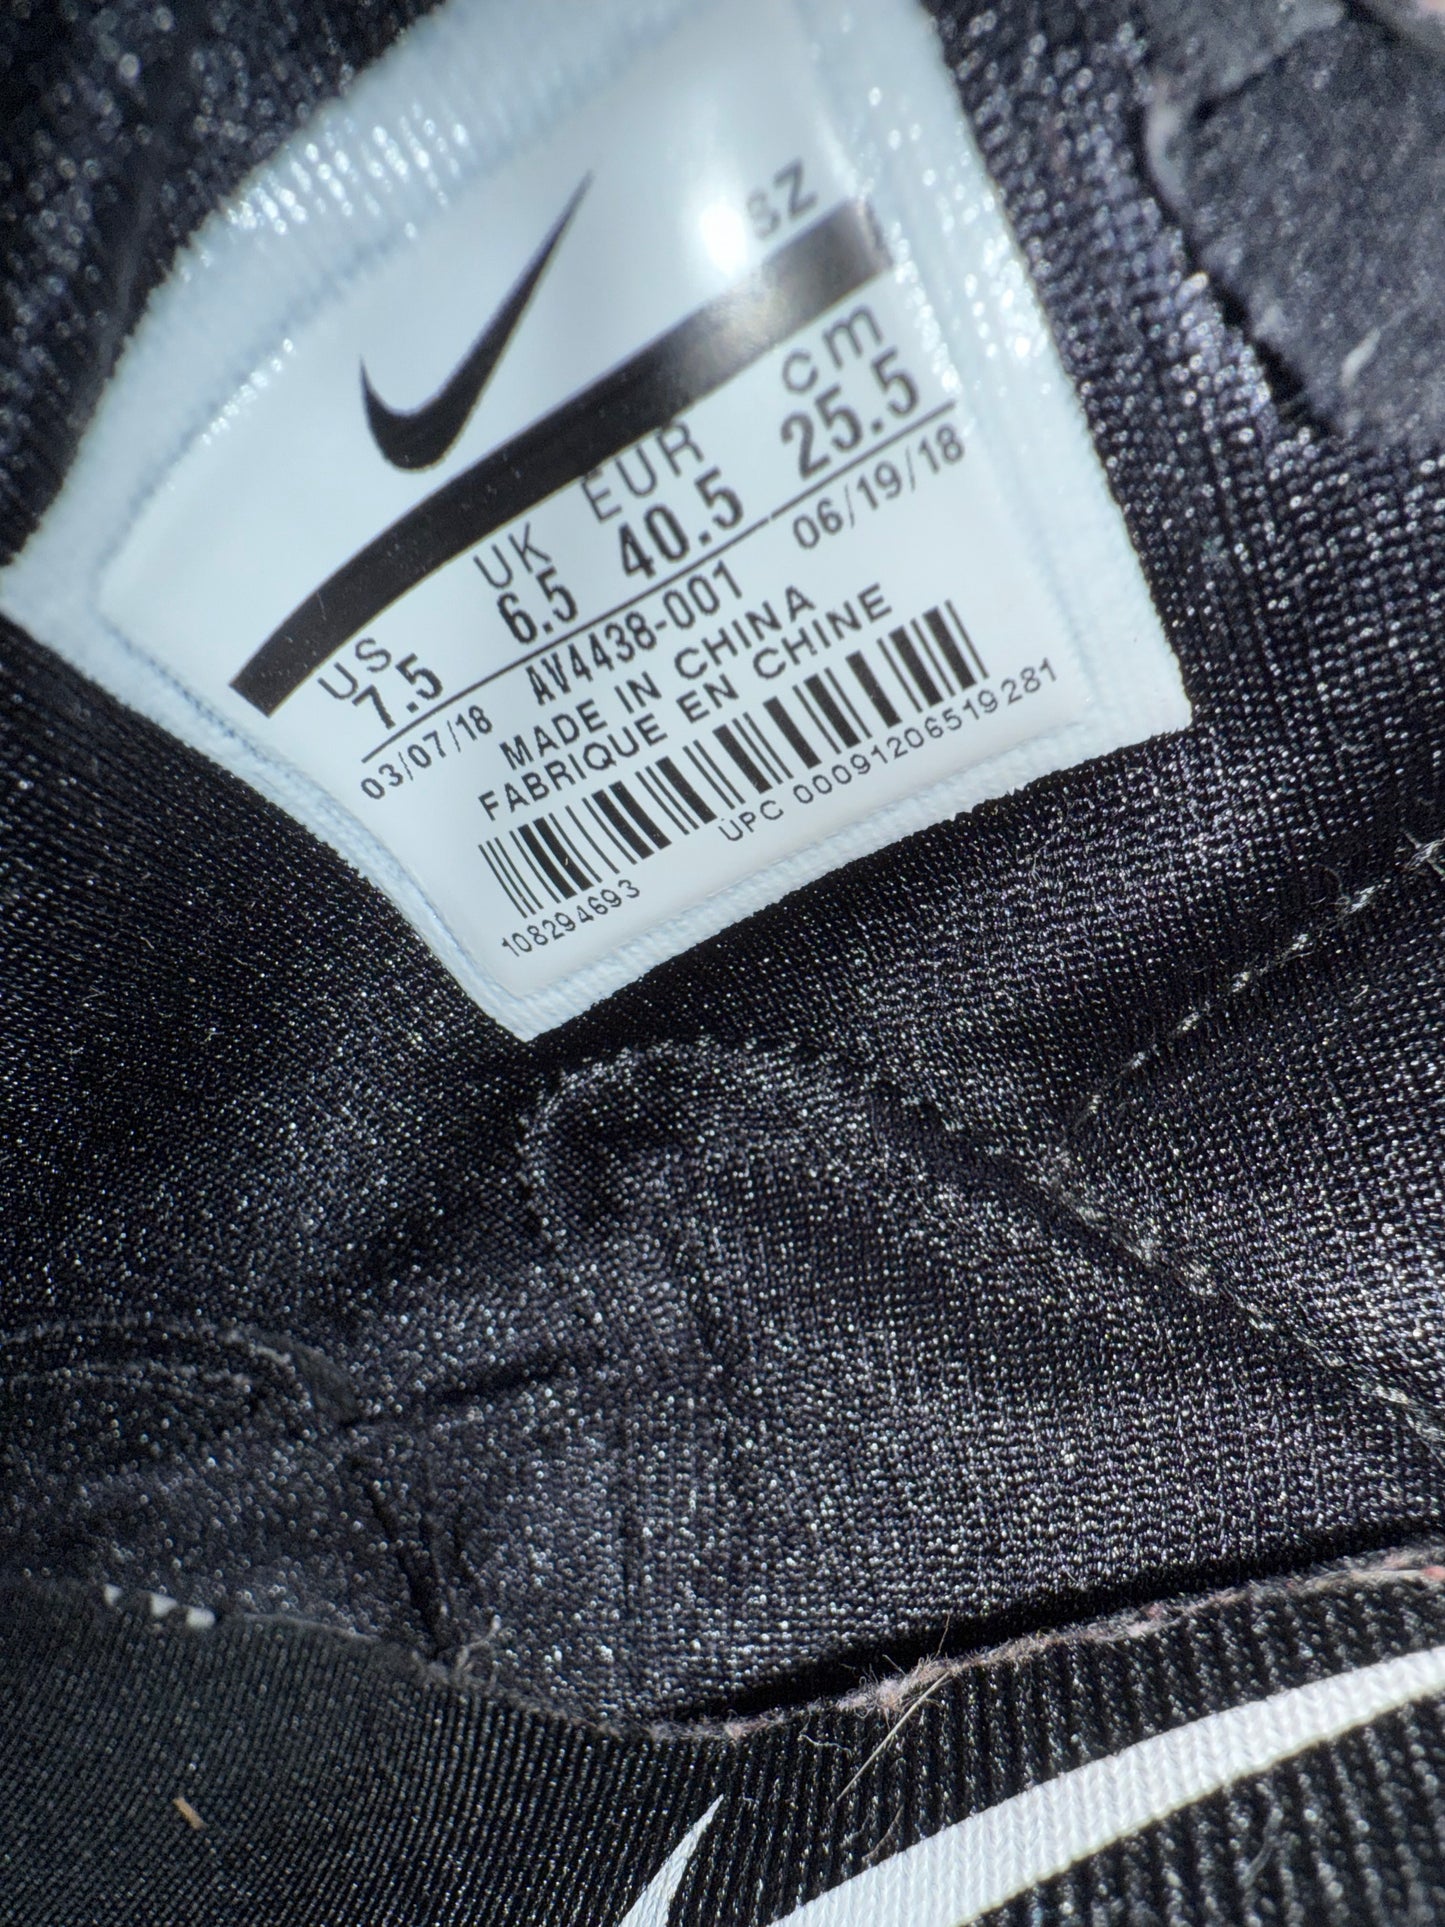 SZ
US UK EUR cm
7.5 6.5 40.5 25.5
03/07/18 AV4438-001 06/19/18
MADE IN CHINA
FABRIQUE EN CHINE
108294693 UPC 00091206519281